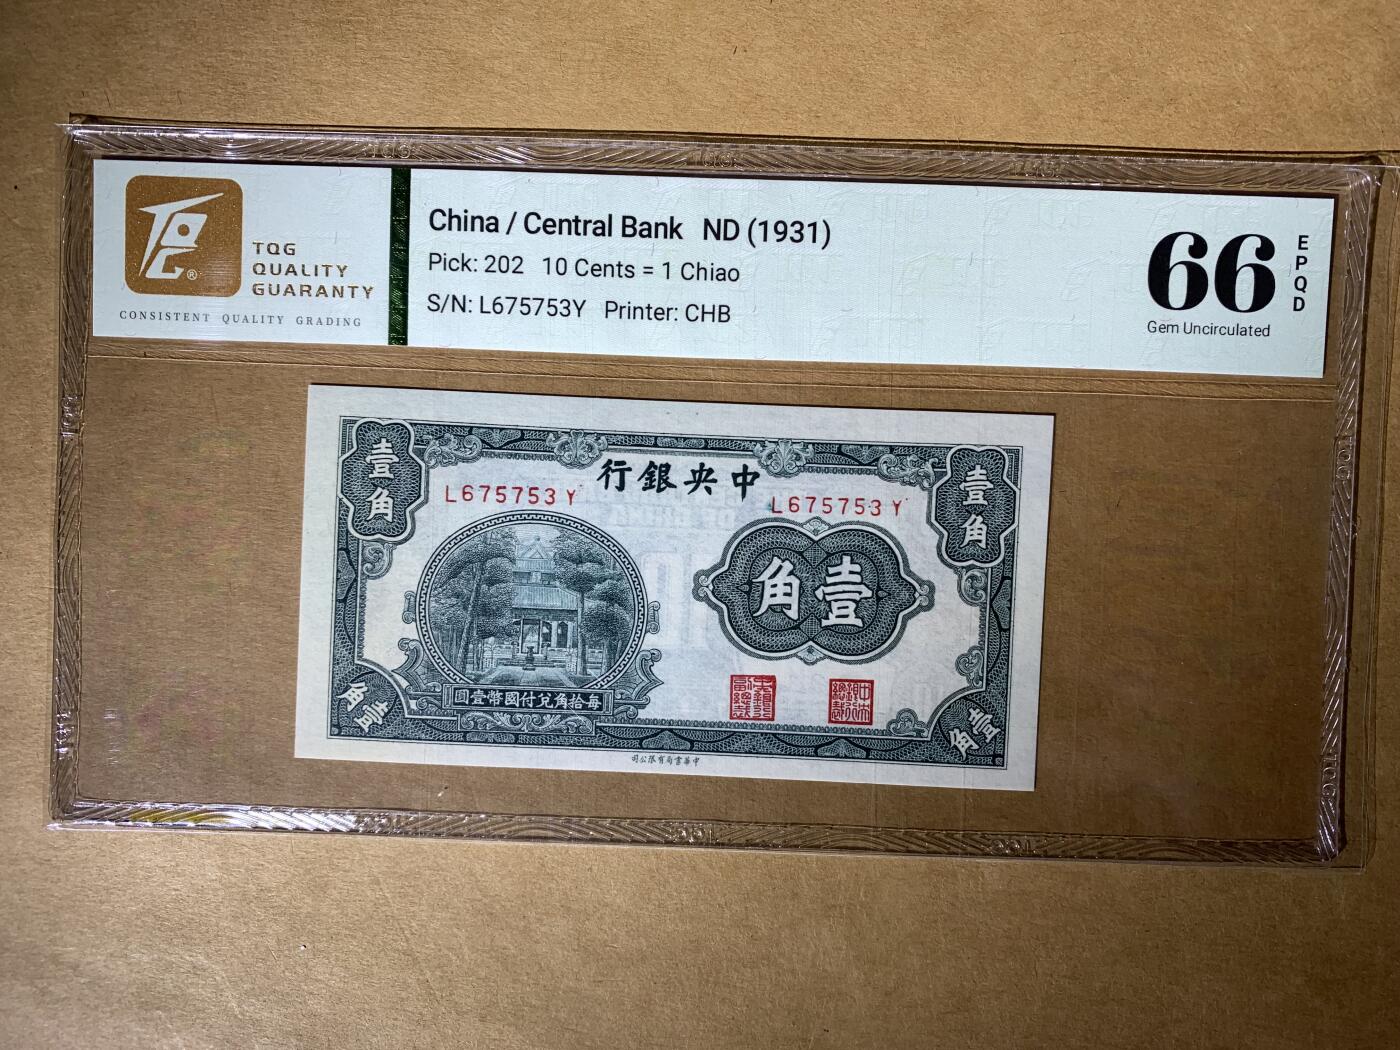 TQG
QUALITY
GUARANTY
CONSISTENT QUALITY GRADING
China / Central Bank ND (1931)
Pick: 202 10 Cents = 1 Chiao
S/N: L675753Y Printer: CHB
66
EPQD
Gem Uncirculated
壹角
行銀央中
壹角
L675753Y
L675753Y
角壹
圓壹幣國付兌角拾每
角壹
角壹
司公限有局書華中